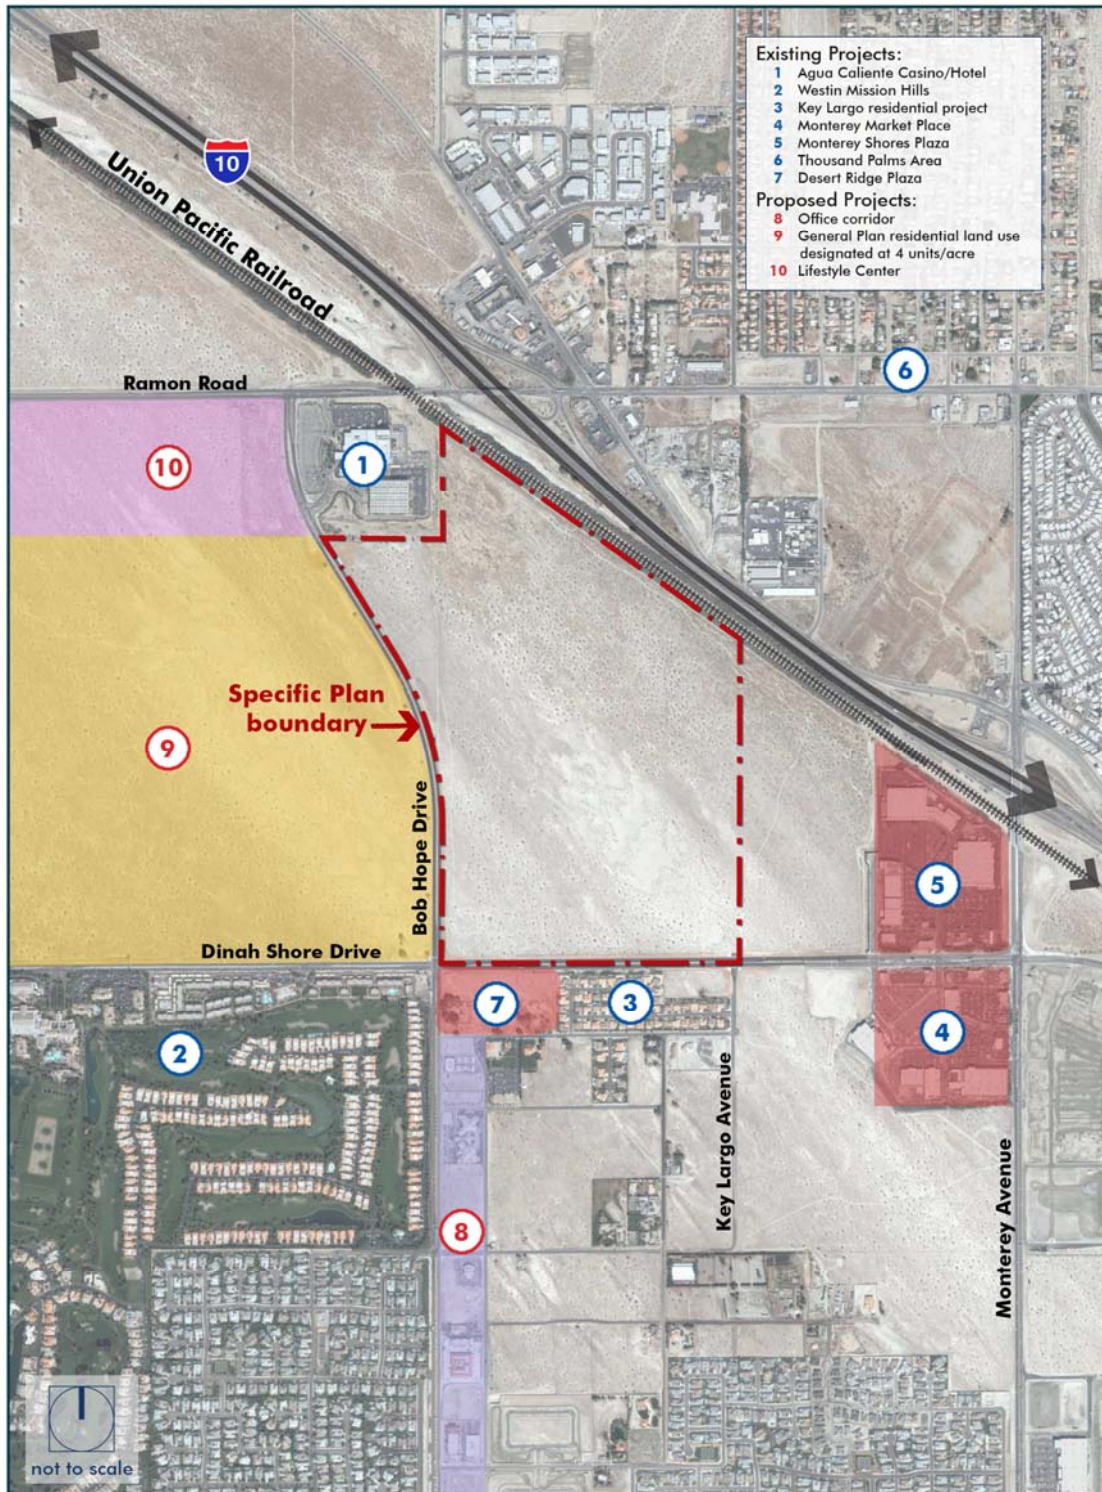 Existing Projects:
1 Agua Caliente Casino/Hotel
2 Westin Mission Hills
3 Key Largo residential project
4 Monterey Market Place
5 Monterey Shores Plaza
6 Thousand Palms Area
7 Desert Ridge Plaza
Proposed Projects:
8 Office corridor
9 General Plan residential land use
designated at 4 units/acre
10 Lifestyle Center
10
Union Pacific Railroad
Ramon Road
6
10
1
Specific Plan
boundary
9
Bob Hope Drive
5
Dinah Shore Drive
7
3
4
2
Key Largo Avenue
8
Monterey Avenue
not to scale